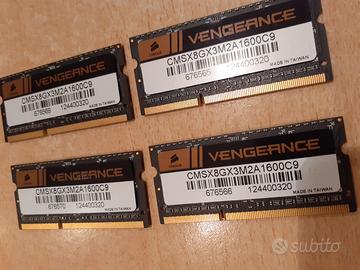 VENGEANCE
CMSX8GX3M2A1600C9
124400320
MADE IN TAIWAN
VENGEANCE
CMSX8GX3M2A1600C9
676565 124400320
MADE IN TAIWAN
VENGEANCE
CMSX8GX3M2A1600C9
676570 124400320
MADE IN TAIWAN
VENGEANCE
CMSX8GX3M2A1600C9
676566 124400320
MADE IN TAIWAN
subito